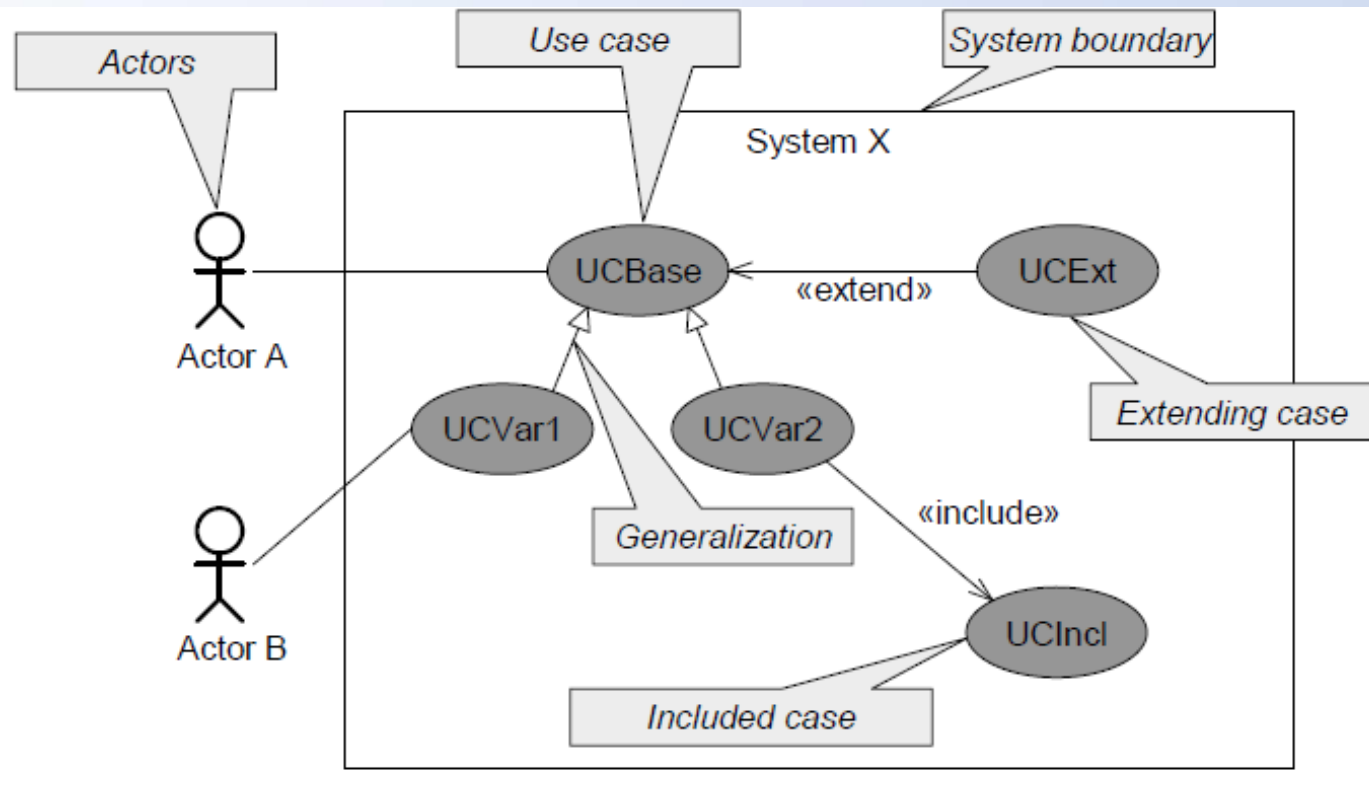 Actors
Use case
System boundary
System X
UCBase
«extend»
UCExt
Actor A
UCVar1
UCVar2
Extending case
Generalization
«include»
Actor B
UCIncl
Included case